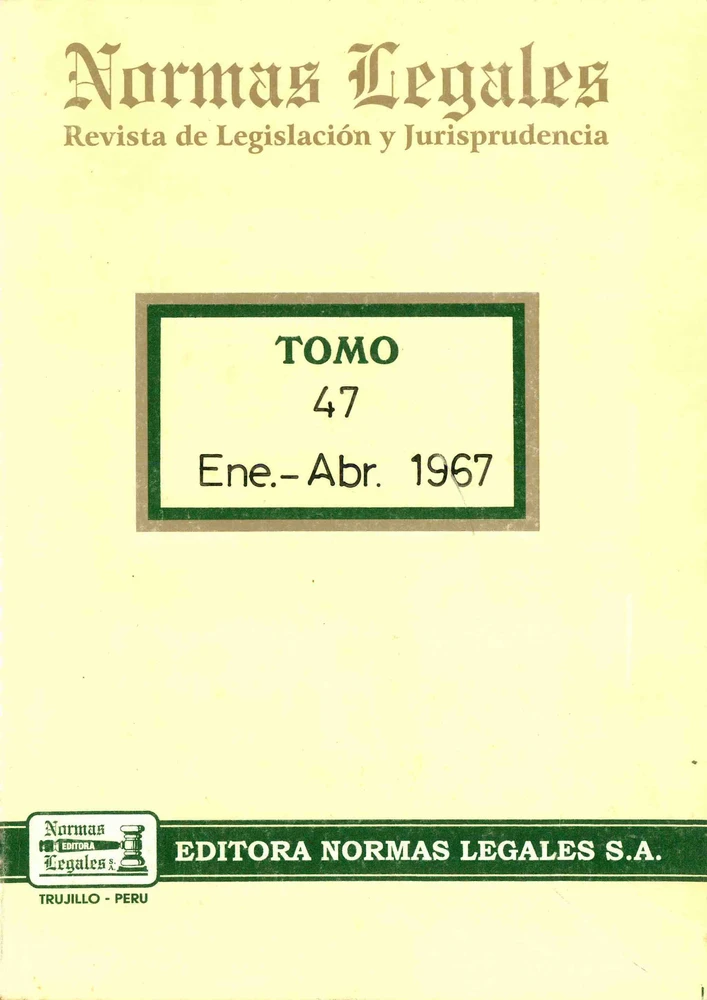 Normas Legales
Revista de Legislación y Jurisprudencia
TOMO
47
Ene.- Abr. 1967
Normas
EDITORA
Legales S.A.
EDITORA NORMAS LEGALES S.A.
TRUJILLO - PERU